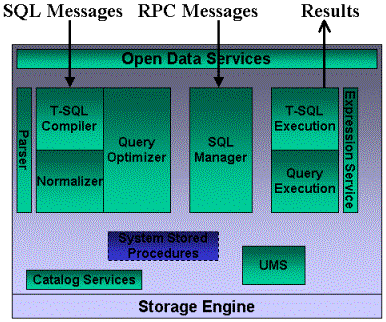 SQL Messages RPC Messages Results
Open Data Services
Parser
T-SQL
Compiler
Normalizer
Query
Optimizer
SQL
Manager
T-SQL
Execution
Query
Execution
Expression Service
System Stored
Procedures
Catalog Services
UMS
Storage Engine